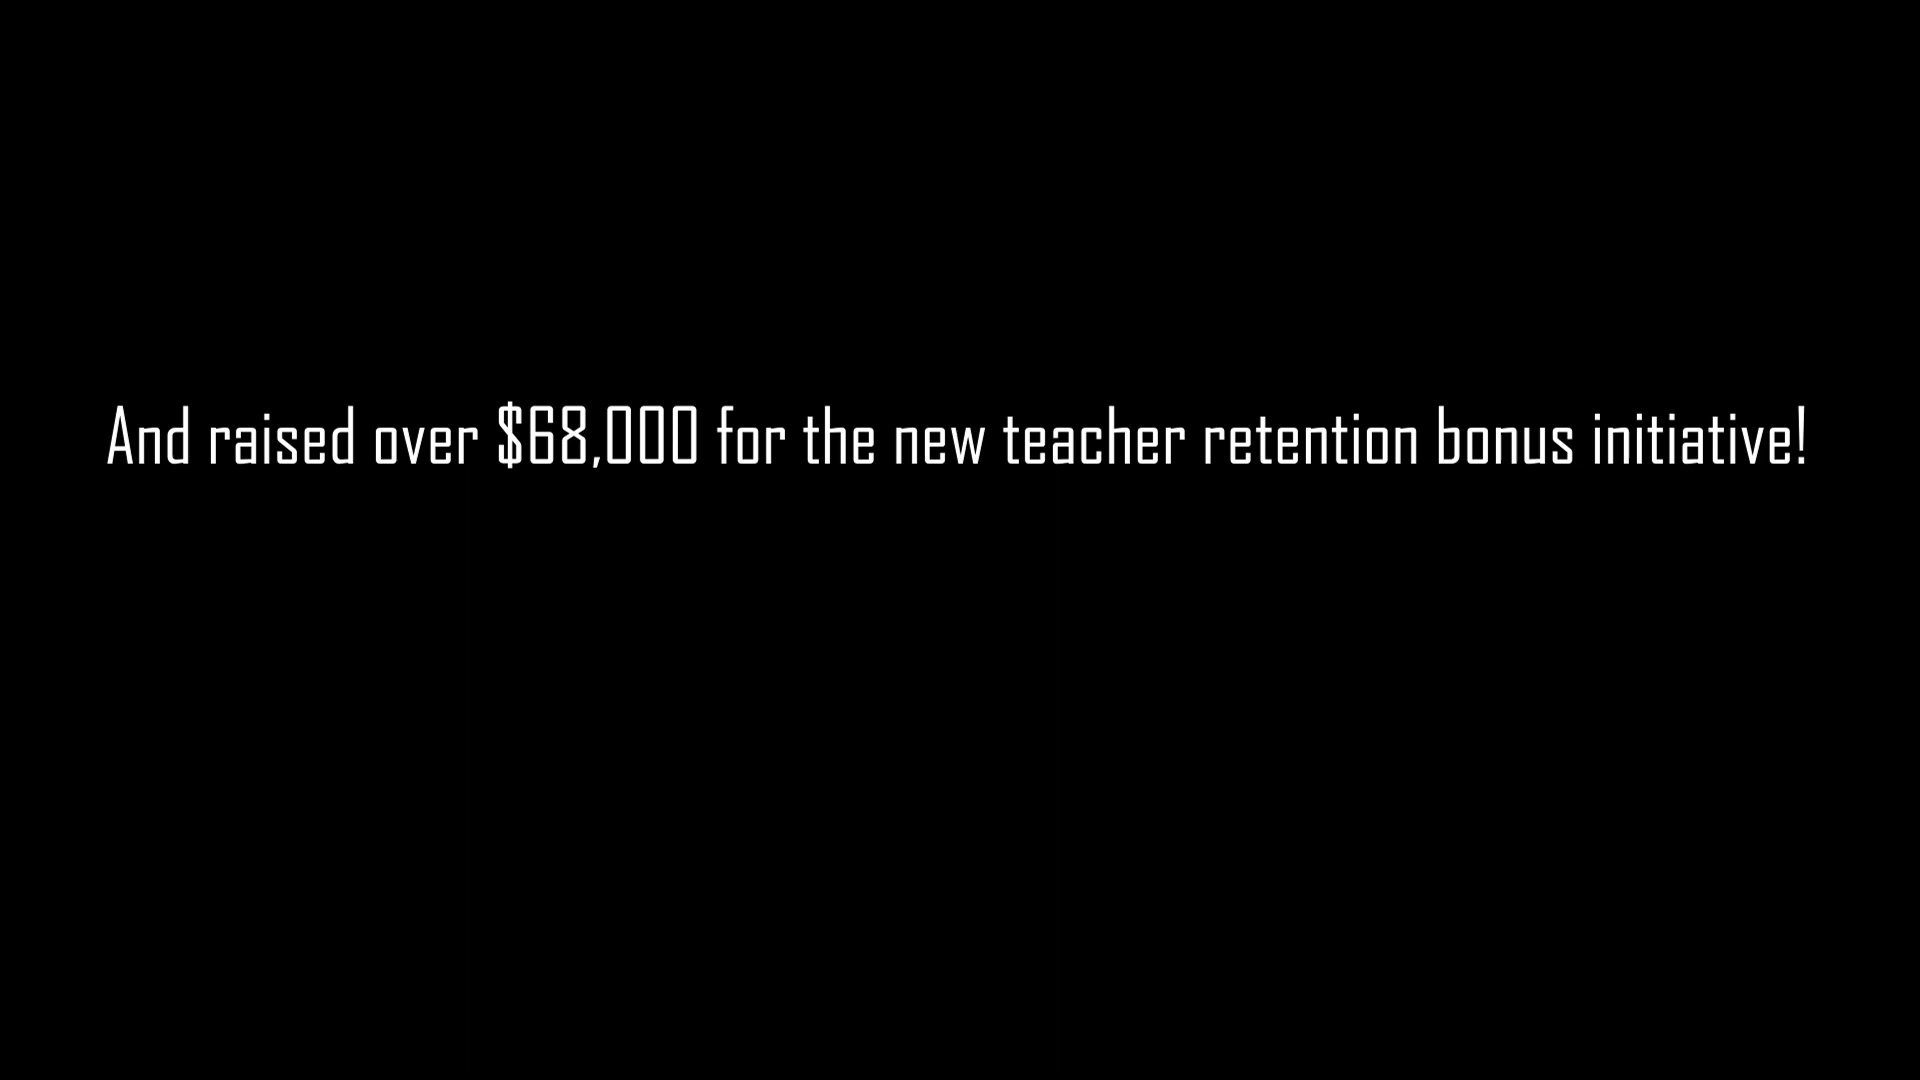 And raised over $68,000 for the new teacher retention bonus initiative!